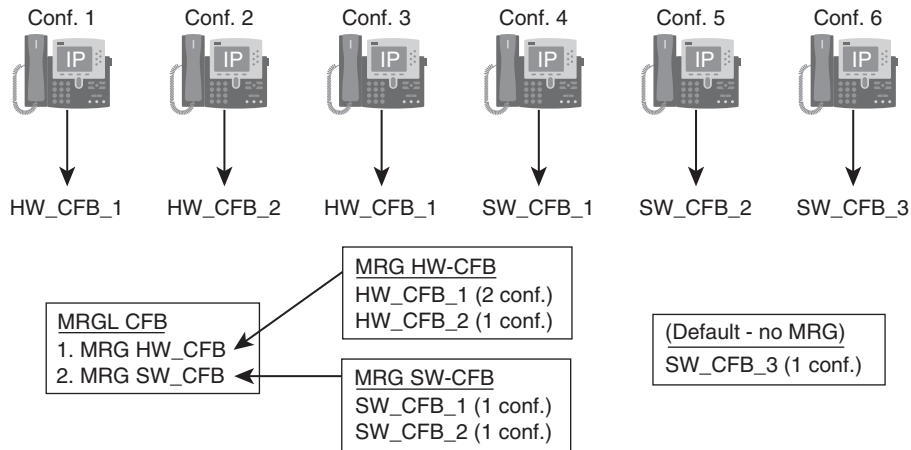 Conf. 1 Conf. 2 Conf. 3 Conf. 4 Conf. 5 Conf. 6
IP IP IP IP IP IP
HW_CFB_1 HW_CFB_2 HW_CFB_1 SW_CFB_1 SW_CFB_2 SW_CFB_3
MRGL CFB
1. MRG HW_CFB
2. MRG SW_CFB
MRG HW-CFB
HW_CFB_1 (2 conf.)
HW_CFB_2 (1 conf.)
MRG SW-CFB
SW_CFB_1 (1 conf.)
SW_CFB_2 (1 conf.)
(Default - no MRG)
SW_CFB_3 (1 conf.)